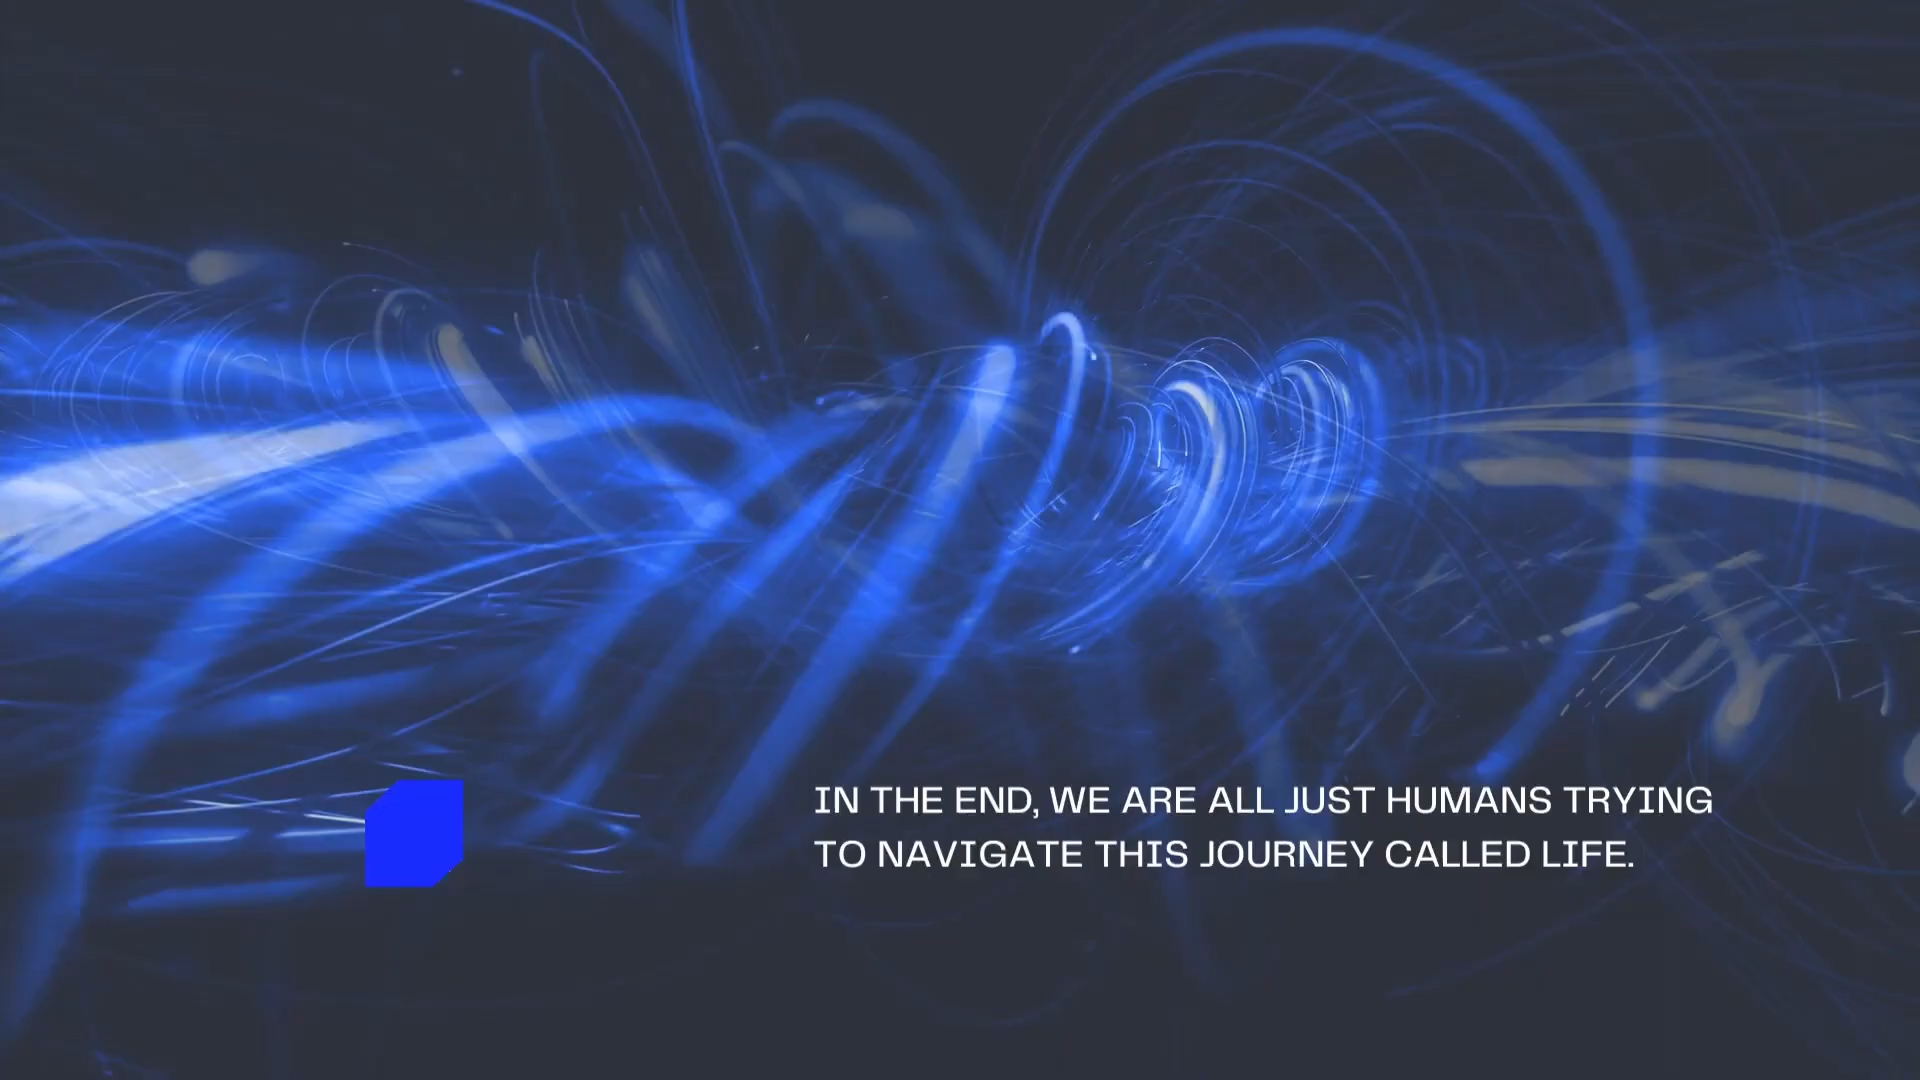 IN THE END, WE ARE ALL JUST HUMANS TRYING
TO NAVIGATE THIS JOURNEY CALLED LIFE.